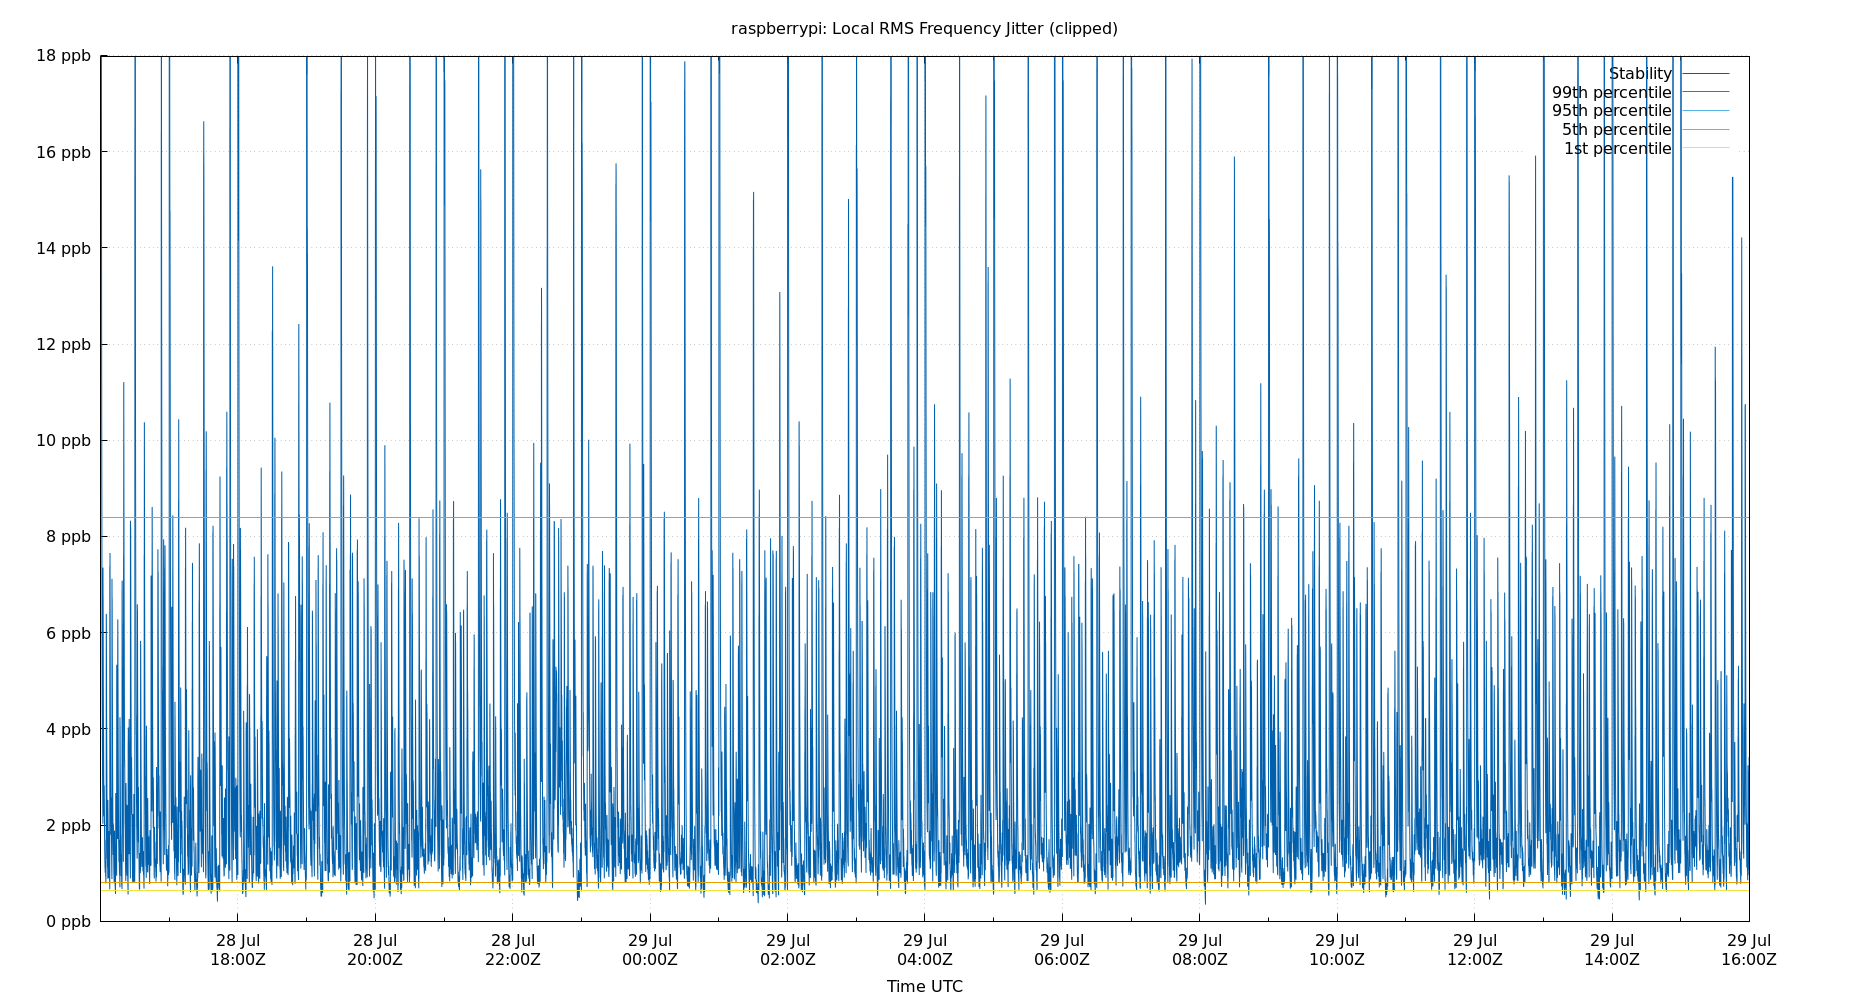 raspberrypi: Local RMS Frequency Jitter (clipped)
18 ppb
16 ppb
14 ppb
12 ppb
10 ppb
8 ppb
6 ppb
4 ppb
2 ppb
0 ppb
Stability
99th percentile
95th percentile
5th percentile
1st percentile
28 Jul 28 Jul 28 Jul 29 Jul 29 Jul 29 Jul 29 Jul 29 Jul 29 Jul 29 Jul 29 Jul 29 Jul
18:00Z 20:00Z 22:00Z 00:00Z 02:00Z 04:00Z 06:00Z 08:00Z 10:00Z 12:00Z 14:00Z 16:00Z
Time UTC